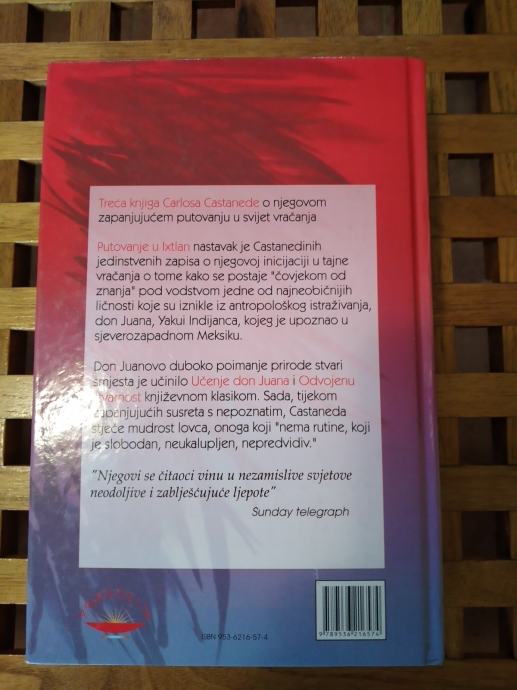 Treća knjiga Carlosa Castanede o njegovom
zapanjujućem putovanju u svijet vračanja
Putovanje u Ixtlan nastavak je Castanedinih
jedinstvenih zapisa o njegovoj inicijaciji u tajne
vračanja o tome kako se postaje "čovjekom od
znanja" pod vodstvom jedne od najneobičnijih
ličnosti koje su iznikle iz antropološkog istraživanja,
don Juana, Yakui Indijanca, kojeg je upoznao u
sjeverozapadnom Meksiku.
Don Juanovo duboko poimanje prirode stvari
smjesta je učinilo Učenje don Juana i Odvojenu
stvarnost književnom klasikom. Sada, tijekom
zapanjujućih susreta s nepoznatim, Castaneda
stječe mudrost lovca, onoga koji "nema rutine, koji
je slobodan, neukalupljen, nepredvidiv."
"Njegovi se čitaoci vinu u nezamislive svjetove
neodoljive i zablješćujuće ljepote"
Sunday telegraph
ISBN 953-6216-57-4
9 789536 216574